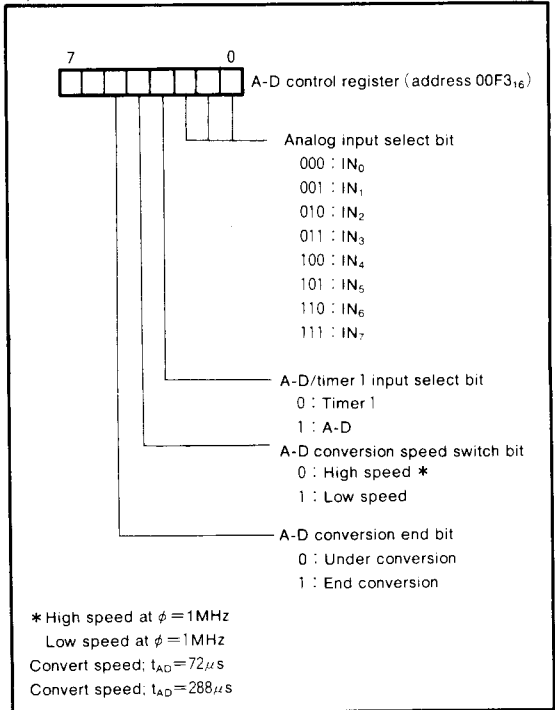 7 0
A-D control register (address 00F3₁₆)
Analog input select bit
000 : IN₀
001 : IN₁
010 : IN₂
011 : IN₃
100 : IN₄
101 : IN₅
110 : IN₆
111 : IN₇
A-D/timer 1 input select bit
0 : Timer 1
1 : A-D
A-D conversion speed switch bit
0 : High speed *
1 : Low speed
A-D conversion end bit
0 : Under conversion
1 : End conversion
* High speed at φ = 1MHz
Low speed at φ = 1MHz
Convert speed; tAD = 72μs
Convert speed; tAD = 288μs